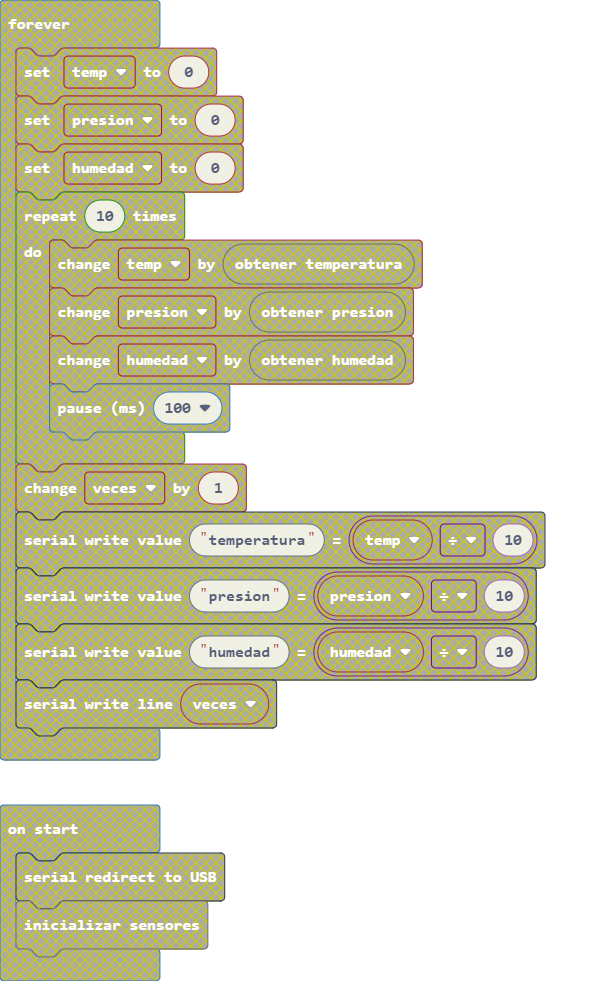 forever
set temp to 0
set presion to 0
set humedad to 0
repeat 10 times
do
change temp by obtener temperatura
change presion by obtener presion
change humedad by obtener humedad
pause (ms) 100
change veces by 1
serial write value "temperatura" = temp ÷ 10
serial write value "presion" = presion ÷ 10
serial write value "humedad" = humedad ÷ 10
serial write line veces
on start
serial redirect to USB
inicializar sensores